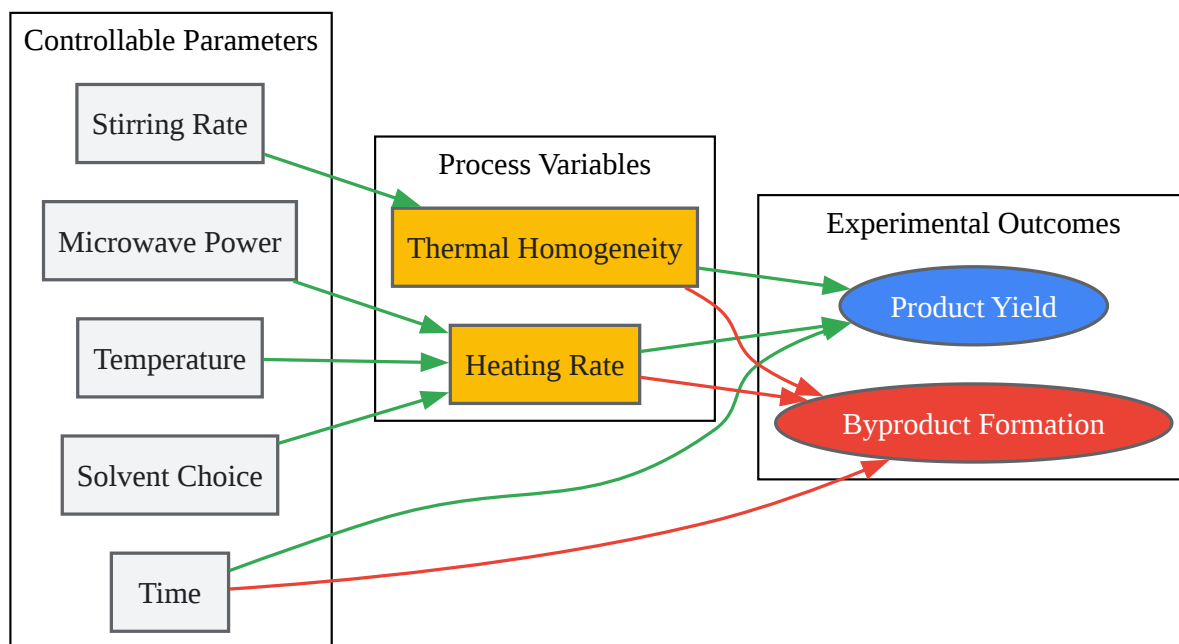 Controllable Parameters
Stirring Rate
Microwave Power
Temperature
Solvent Choice
Time
Process Variables
Thermal Homogeneity
Heating Rate
Experimental Outcomes
Product Yield
Byproduct Formation